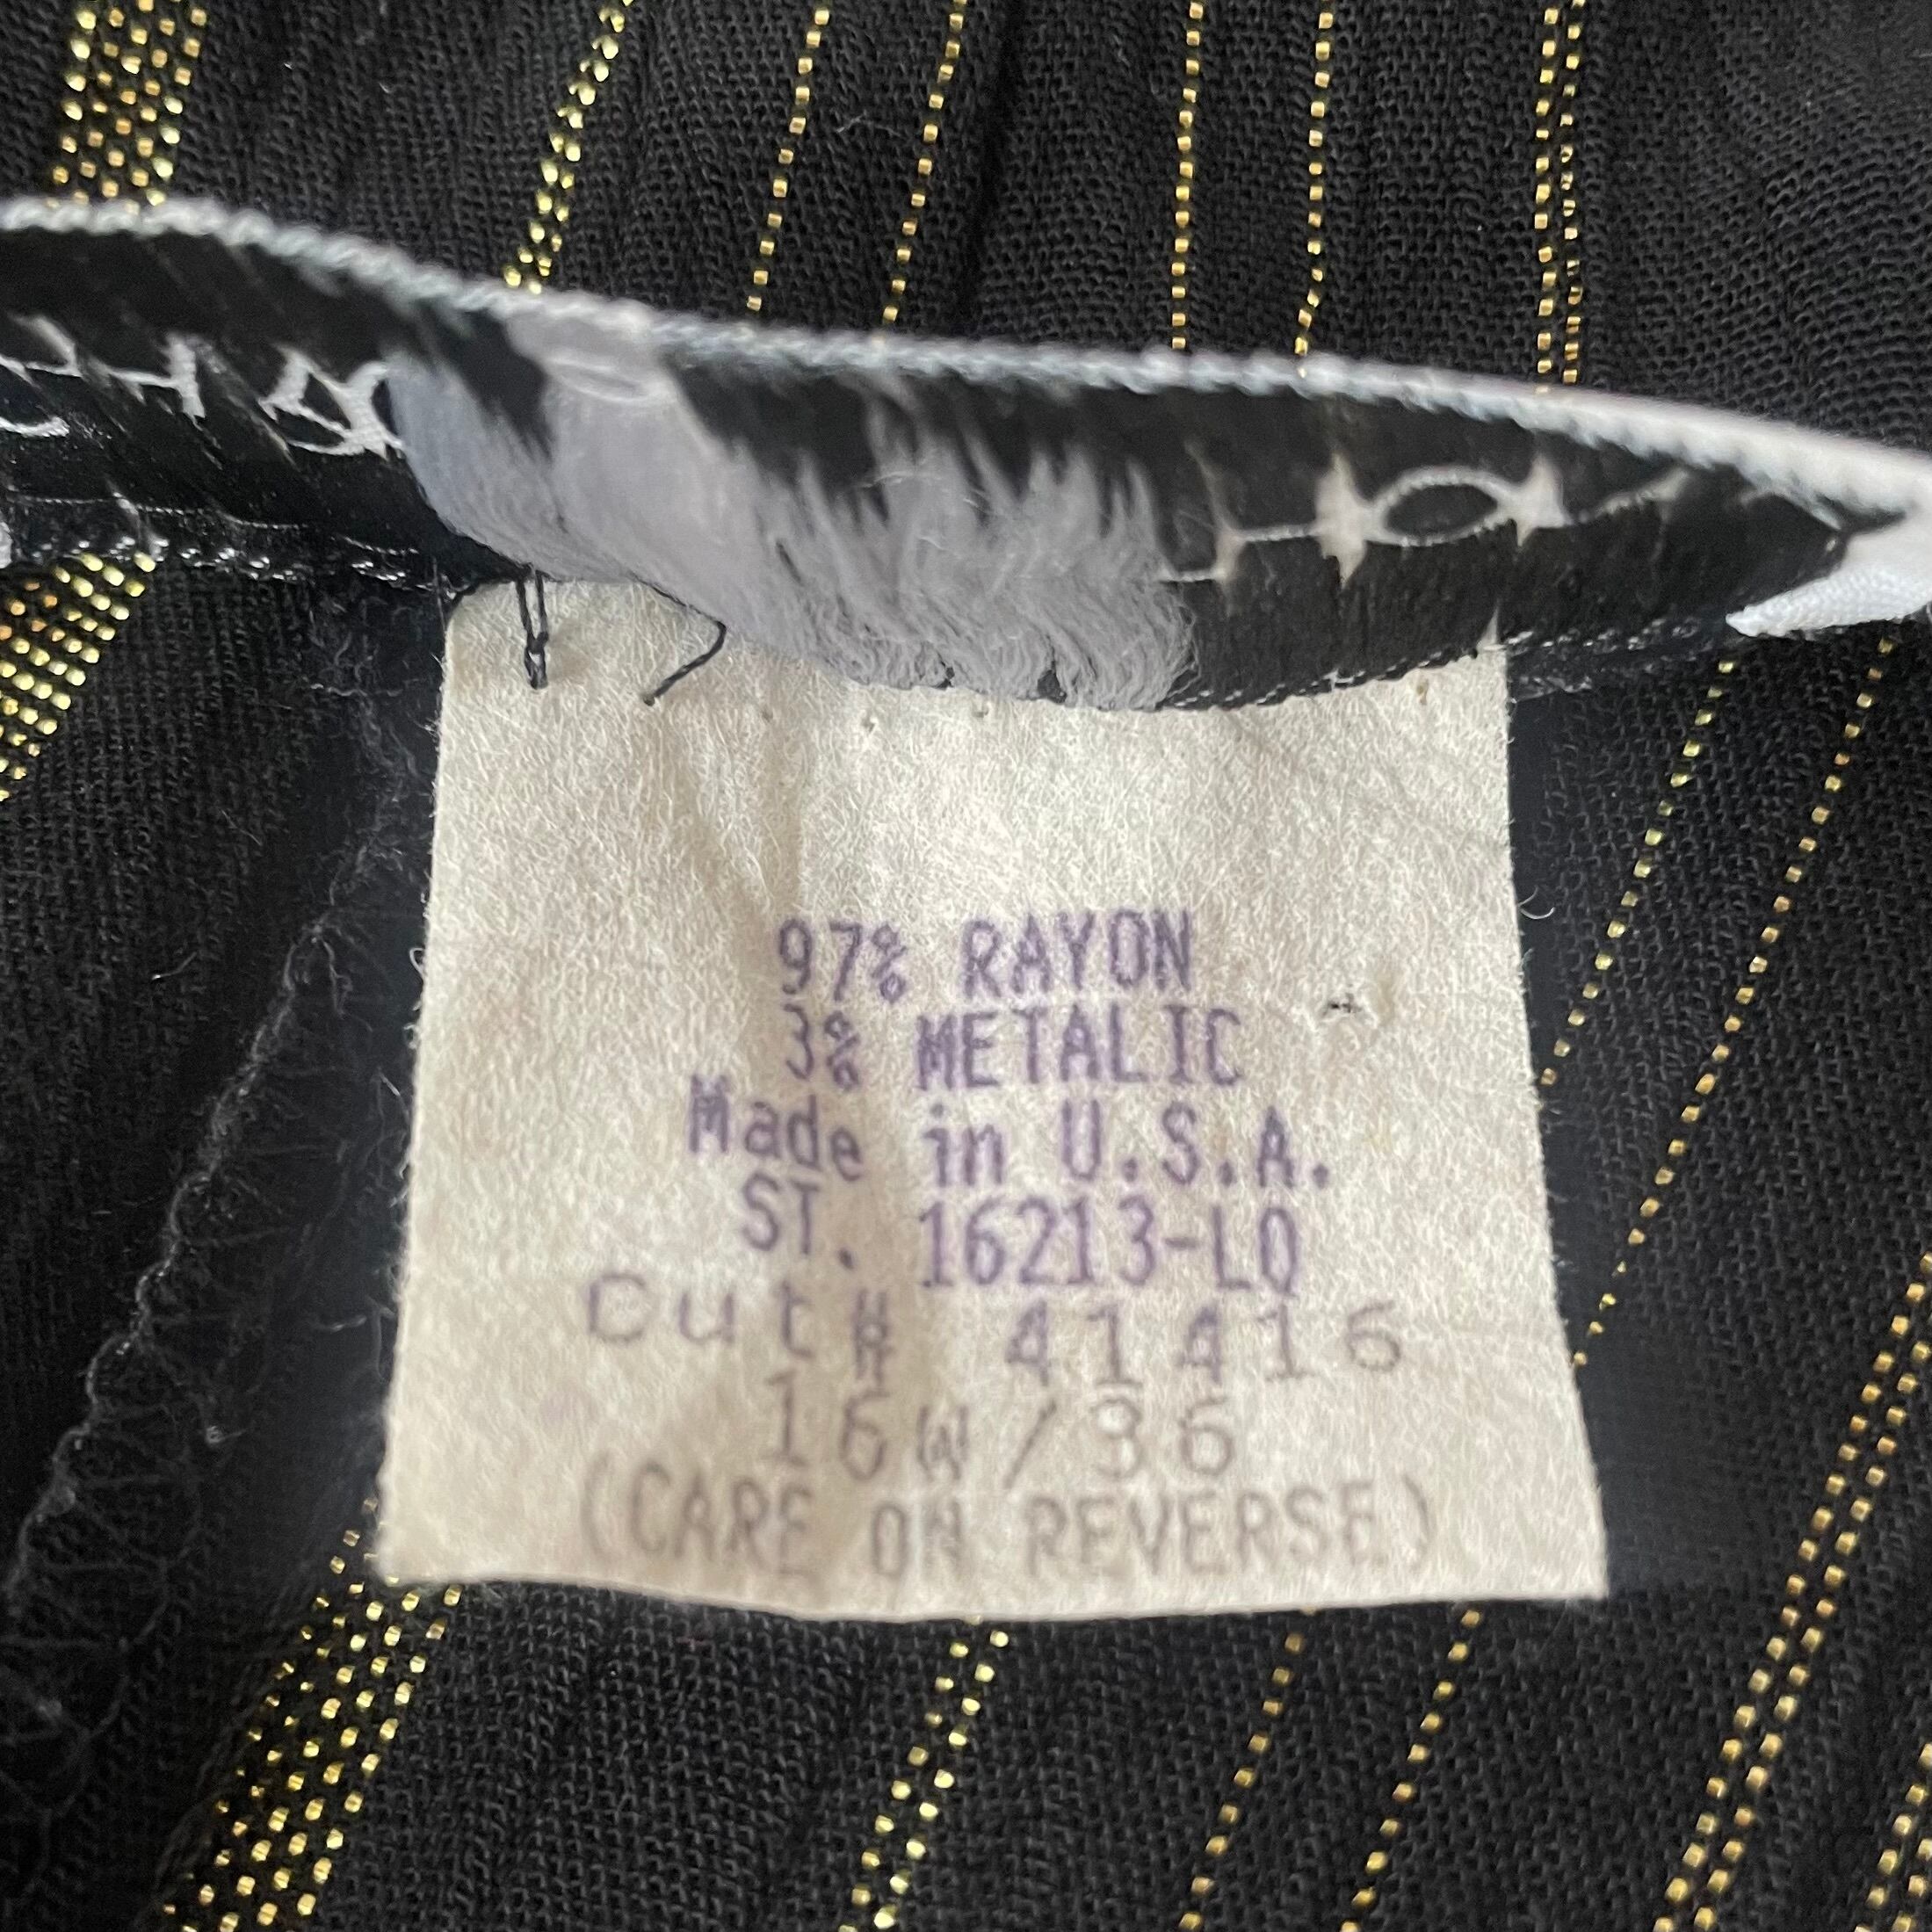 97% RAYON
3% METALIC
Made in U.S.A.
ST. 16213-LQ
Cut# 41416
16W/36
(CARE ON REVERSE)